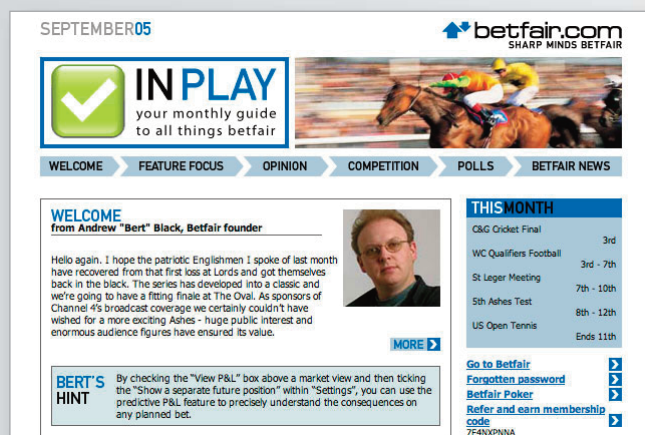 SEPTEMBER05
betfair.com
SHARP MINDS BETFAIR
INPLAY
your monthly guide
to all things betfair
WELCOME
FEATURE FOCUS
OPINION
COMPETITION
POLLS
BETFAIR NEWS
WELCOME
from Andrew "Bert" Black, Betfair founder
Hello again. I hope the patriotic Englishmen I spoke of last month
have recovered from that first loss at Lords and got themselves
back in the black. The series has developed into a classic and
we're going to have a fitting finale at The Oval. As sponsors of
Channel 4's broadcast coverage we certainly couldn't have
wished for a more exciting Ashes - huge public interest and
enormous audience figures have ensured its value.
MORE
BERT'S
HINT
By checking the "View P&L" box above a market view and then ticking
the "Show a separate future position" within "Settings", you can use the
predictive P&L feature to precisely understand the consequences on
any planned bet.
THISMONTH
C&G Cricket Final
3rd
WC Qualifiers Football
3rd - 7th
St Leger Meeting
7th - 10th
5th Ashes Test
8th - 12th
US Open Tennis
Ends 11th
Go to Betfair
Forgotten password
Betfair Poker
Refer and earn membership
code
7F4NXPNNA